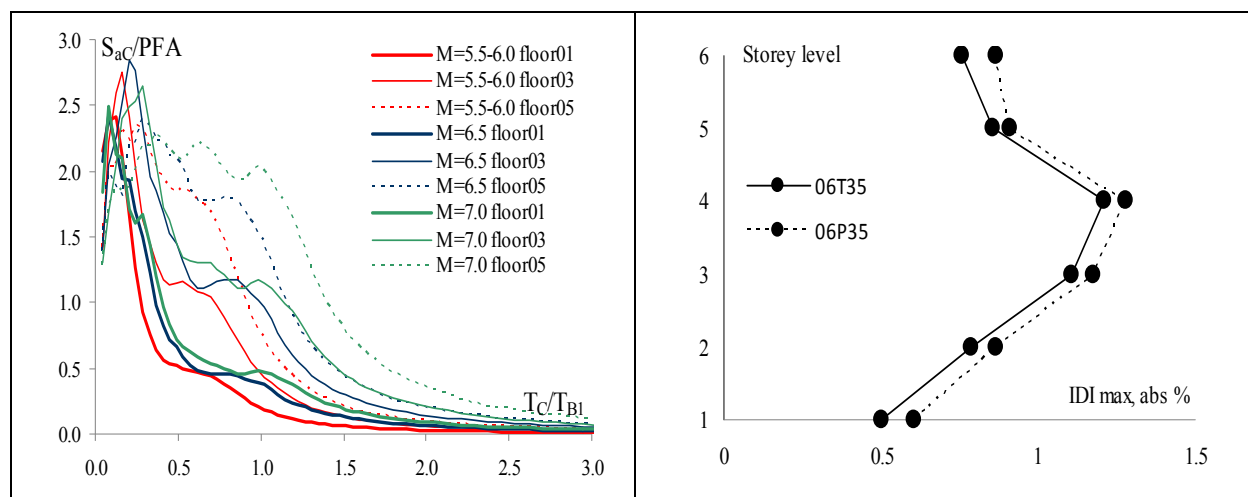 S_aC/PFA
3.0
2.5
2.0
1.5
1.0
0.5
0.0
M=5.5-6.0 floor01
M=5.5-6.0 floor03
M=5.5-6.0 floor05
M=6.5 floor01
M=6.5 floor03
M=6.5 floor05
M=7.0 floor01
M=7.0 floor03
M=7.0 floor05
T_C/T_B1
0.0 0.5 1.0 1.5 2.0 2.5 3.0
Storey level
6
5
4
3
2
1
06T35
06P35
IDI max, abs %
0 0.5 1 1.5